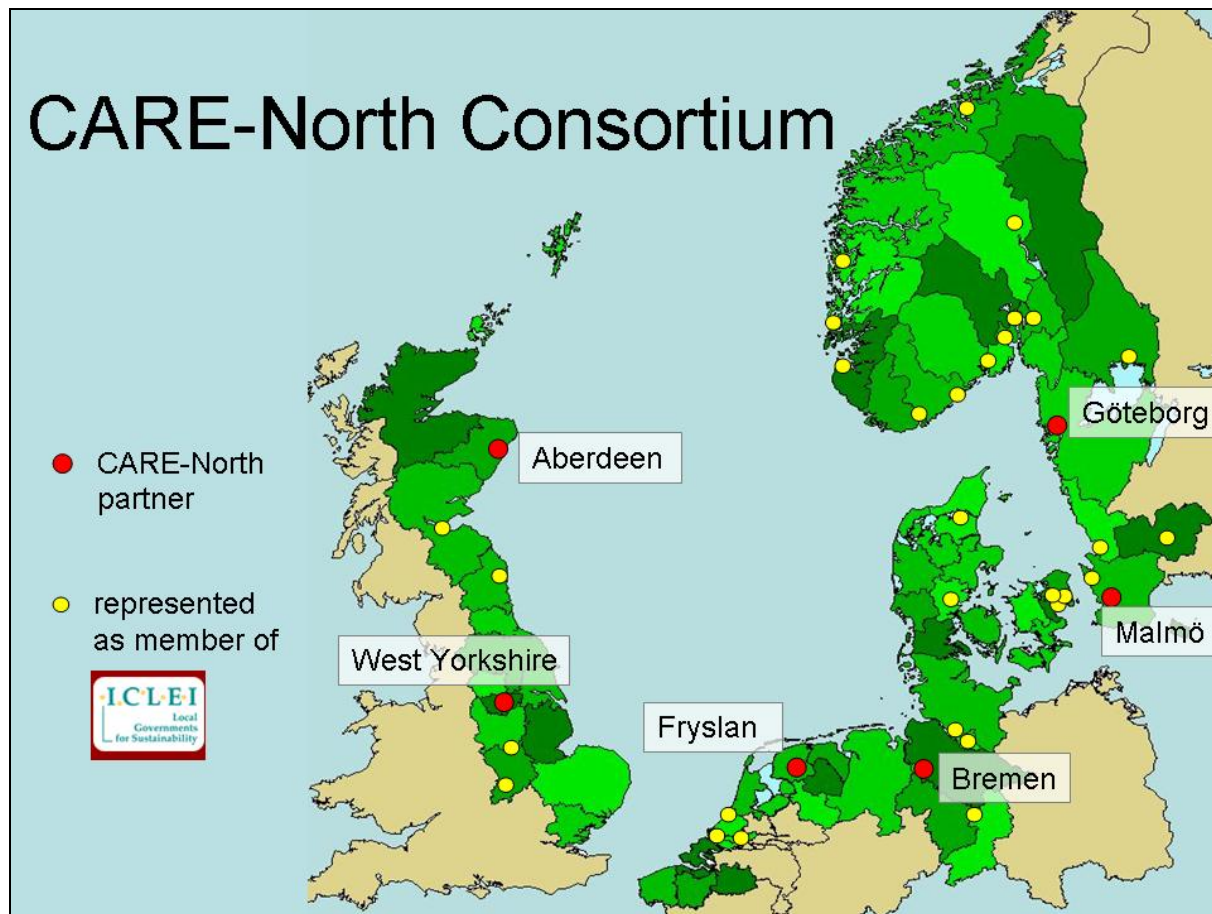 CARE-North Consortium
Göteborg
Aberdeen
CARE-North
partner
represented
as member of
West Yorkshire
Malmö
Fryslan
Bremen
·I·C·L·E·I
Local
Governments
for Sustainability